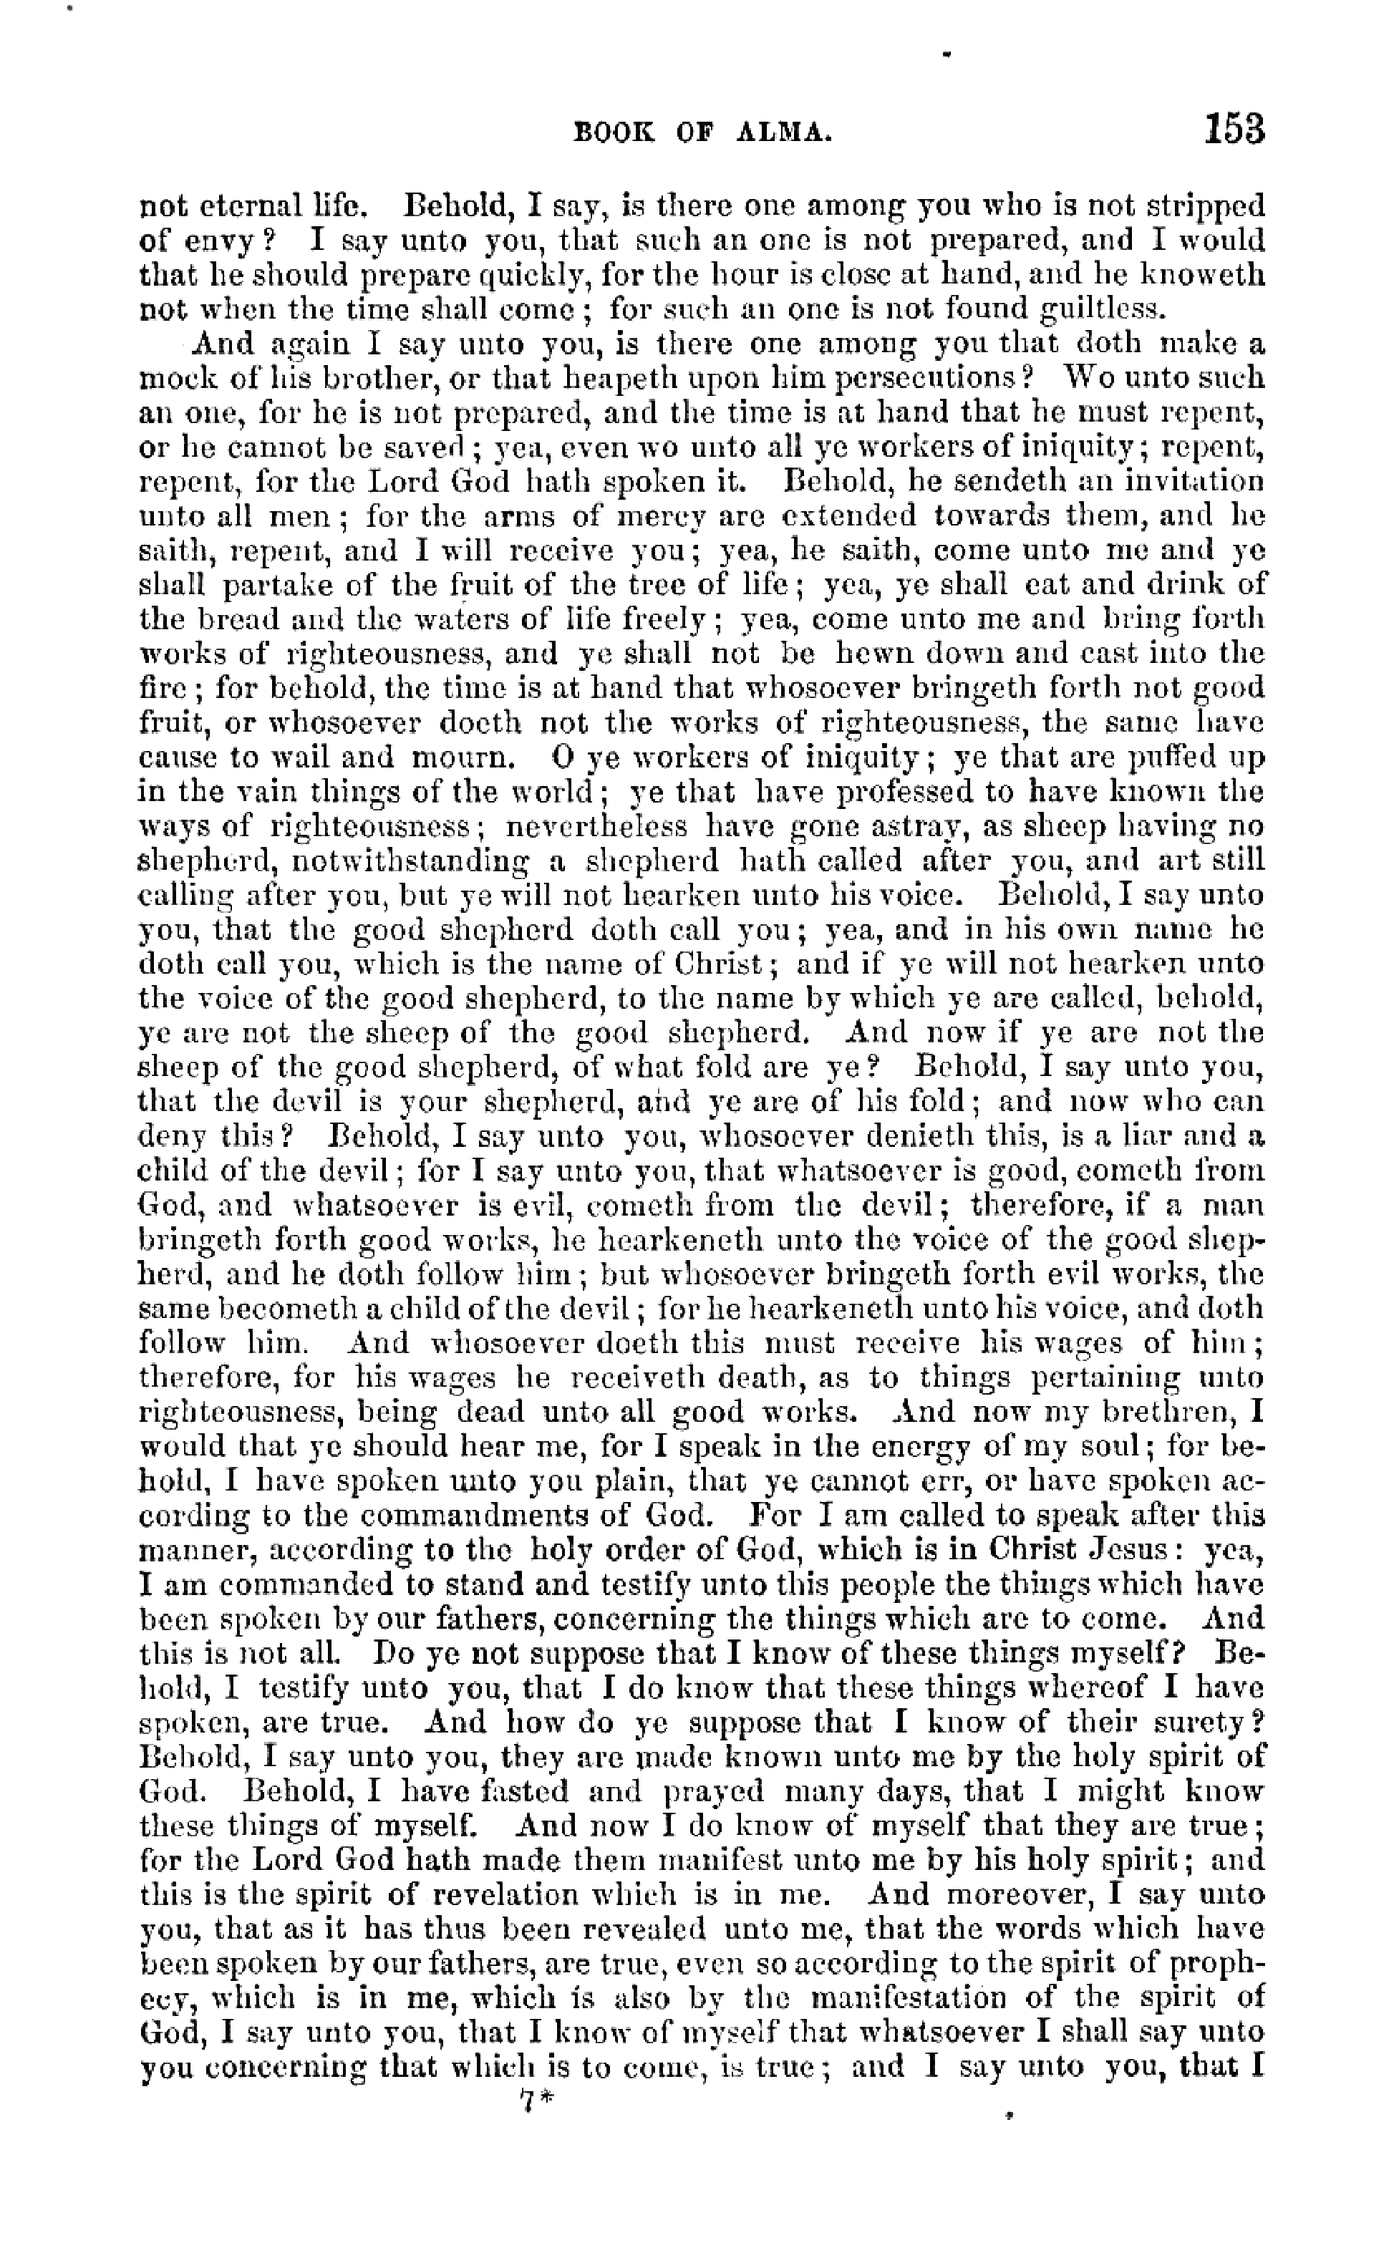 BOOK OF ALMA. 153
not eternal life. Behold, I say, is there one among you who is not stripped
of envy? I say unto you, that such an one is not prepared, and I would
that he should prepare quickly, for the hour is close at hand, and he knoweth
not when the time shall come; for such an one is not found guiltless.
And again I say unto you, is there one among you that doth make a
mock of his brother, or that heapeth upon him persecutions? Wo unto such
an one, for he is not prepared, and the time is at hand that he must repent,
or he cannot be saved; yea, even wo unto all ye workers of iniquity; repent,
repent, for the Lord God hath spoken it. Behold, he sendeth an invitation
unto all men; for the arms of mercy are extended towards them, and he
saith, repent, and I will receive you; yea, he saith, come unto me and ye
shall partake of the fruit of the tree of life; yea, ye shall eat and drink of
the bread and the waters of life freely; yea, come unto me and bring forth
works of righteousness, and ye shall not be hewn down and cast into the
fire; for behold, the time is at hand that whosoever bringeth forth not good
fruit, or whosoever doeth not the works of righteousness, the same have
cause to wail and mourn. O ye workers of iniquity; ye that are puffed up
in the vain things of the world; ye that have professed to have known the
ways of righteousness; nevertheless have gone astray, as sheep having no
shepherd, notwithstanding a shepherd hath called after you, and art still
calling after you, but ye will not hearken unto his voice. Behold, I say unto
you, that the good shepherd doth call you; yea, and in his own name he
doth call you, which is the name of Christ; and if ye will not hearken unto
the voice of the good shepherd, to the name by which ye are called, behold,
ye are not the sheep of the good shepherd. And now if ye are not the
sheep of the good shepherd, of what fold are ye? Behold, I say unto you,
that the devil is your shepherd, and ye are of his fold; and now who can
deny this? Behold, I say unto you, whosoever denieth this, is a liar and a
child of the devil; for I say unto you, that whatsoever is good, cometh from
God, and whatsoever is evil, cometh from the devil; therefore, if a man
bringeth forth good works, he hearkeneth unto the voice of the good shep-
herd, and he doth follow him; but whosoever bringeth forth evil works, the
same becometh a child of the devil; for he hearkeneth unto his voice, and doth
follow him. And whosoever doeth this must receive his wages of him;
therefore, for his wages he receiveth death, as to things pertaining unto
righteousness, being dead unto all good works. And now my brethren, I
would that ye should hear me, for I speak in the energy of my soul; for be-
hold, I have spoken unto you plain, that ye cannot err, or have spoken ac-
cording to the commandments of God. For I am called to speak after this
manner, according to the holy order of God, which is in Christ Jesus: yea,
I am commanded to stand and testify unto this people the things which have
been spoken by our fathers, concerning the things which are to come. And
this is not all. Do ye not suppose that I know of these things myself? Be-
hold, I testify unto you, that I do know that these things whereof I have
spoken, are true. And how do ye suppose that I know of their surety?
Behold, I say unto you, they are made known unto me by the holy spirit of
God. Behold, I have fasted and prayed many days, that I might know
these things of myself. And now I do know of myself that they are true;
for the Lord God hath made them manifest unto me by his holy spirit; and
this is the spirit of revelation which is in me. And moreover, I say unto
you, that as it has thus been revealed unto me, that the words which have
been spoken by our fathers, are true, even so according to the spirit of proph-
ecy, which is in me, which is also by the manifestation of the spirit of
God, I say unto you, that I know of myself that whatsoever I shall say unto
you concerning that which is to come, is true; and I say unto you, that I
7*